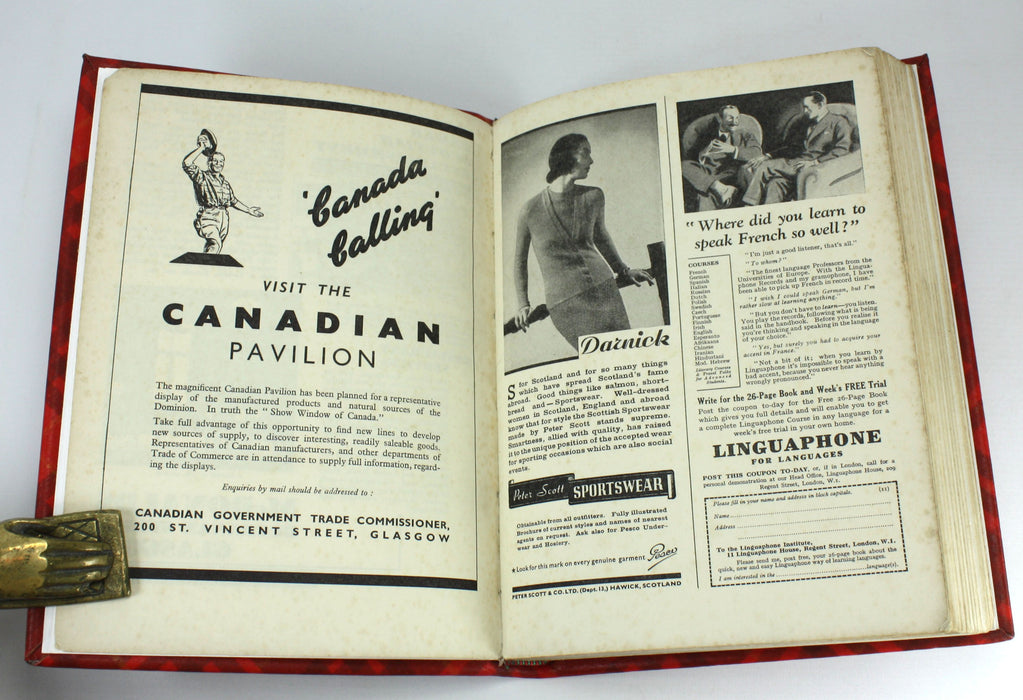 'Canada
Calling'
VISIT THE
CANADIAN
PAVILION
The magnificent Canadian Pavilion has been planned for a representative
display of the manufactured products and natural sources of the
Dominion. In truth the "Show Window of Canada."
Take full advantage of this opportunity to find new lines to develop
new sources of supply, to discover interesting, readily saleable goods.
Representatives of Canadian manufacturers, and other departments of
Trade of Commerce are in attendance to supply full information, regard-
ing the displays.
Enquiries by mail should be addressed to :
CANADIAN GOVERNMENT TRADE COMMISSIONER,
200 ST. VINCENT STREET, GLASGOW
Darnick
So for Scotland and for so many things
which have spread Scotland's fame
abroad. Good things like salmon, short-
bread and—Sportswear. Well-dressed
women in Scotland, England and abroad
know that for style the Scottish Sportswear
made by Peter Scott stands supreme.
Smartness, allied with quality, has raised
it to the unique position of the accepted wear
for sporting occasions which are also social
events.
Peter Scott SPORTSWEAR
Obtainable from all outfitters. Fully illustrated
Brochure of current styles and names of nearest
agents on request. Ask also for Pesco Under-
wear and Hosiery.
★Look for this mark on every genuine garment Pesco
PETER SCOTT & CO. LTD. (Dept. 13,) HAWICK, SCOTLAND
"Where did you learn to
speak French so well?"
"I'm just a good listener, that's all."
"To whom?"
"The finest language Professors from the
Universities of Europe. With the Lingua-
phone Records and my gramophone, I have
been able to pick up French in record time."
"I wish I could speak German, but I'm
rather slow at learning anything."
"But you don't have to learn—you listen.
You play the records, following what is being
said in the handbook. Before you realise it
you're thinking and speaking in the language
of your choice."
"Yes, but surely you had to acquire your
accent in France."
"Not a bit of it; when you learn by
Linguaphone it's impossible to speak with a
bad accent, because you never hear anything
wrongly pronounced."
COURSES
French
German
Spanish
Italian
Russian
Dutch
Polish
Swedish
Czech
Portuguese
Finnish
Irish
English
Esperanto
Afrikaans
Chinese
Iranian
Hindustani
Mod. Hebrew
Literary Courses
& Travel Talks
for Advanced
Students.
Write for the 26-Page Book and Week's FREE Trial
Post the coupon to-day for the Free 26-Page Book
which gives you full details and will enable you to get
a complete Linguaphone Course in any language for a
week's free trial in your own home.
LINGUAPHONE
FOR LANGUAGES
POST THIS COUPON TO-DAY, or, if in London, call for a
personal demonstration at our Head Office, Linguaphone House, 209
Regent Street, London, W.1.
Please fill in your name and address in block capitals. (11)
Name
Address
To the Linguaphone Institute,
11 Linguaphone House, Regent Street, London, W.1.
Please send me, post free, your 26-page book about the
quick, new and easy Linguaphone way of learning languages.
I am interested in the language(s).